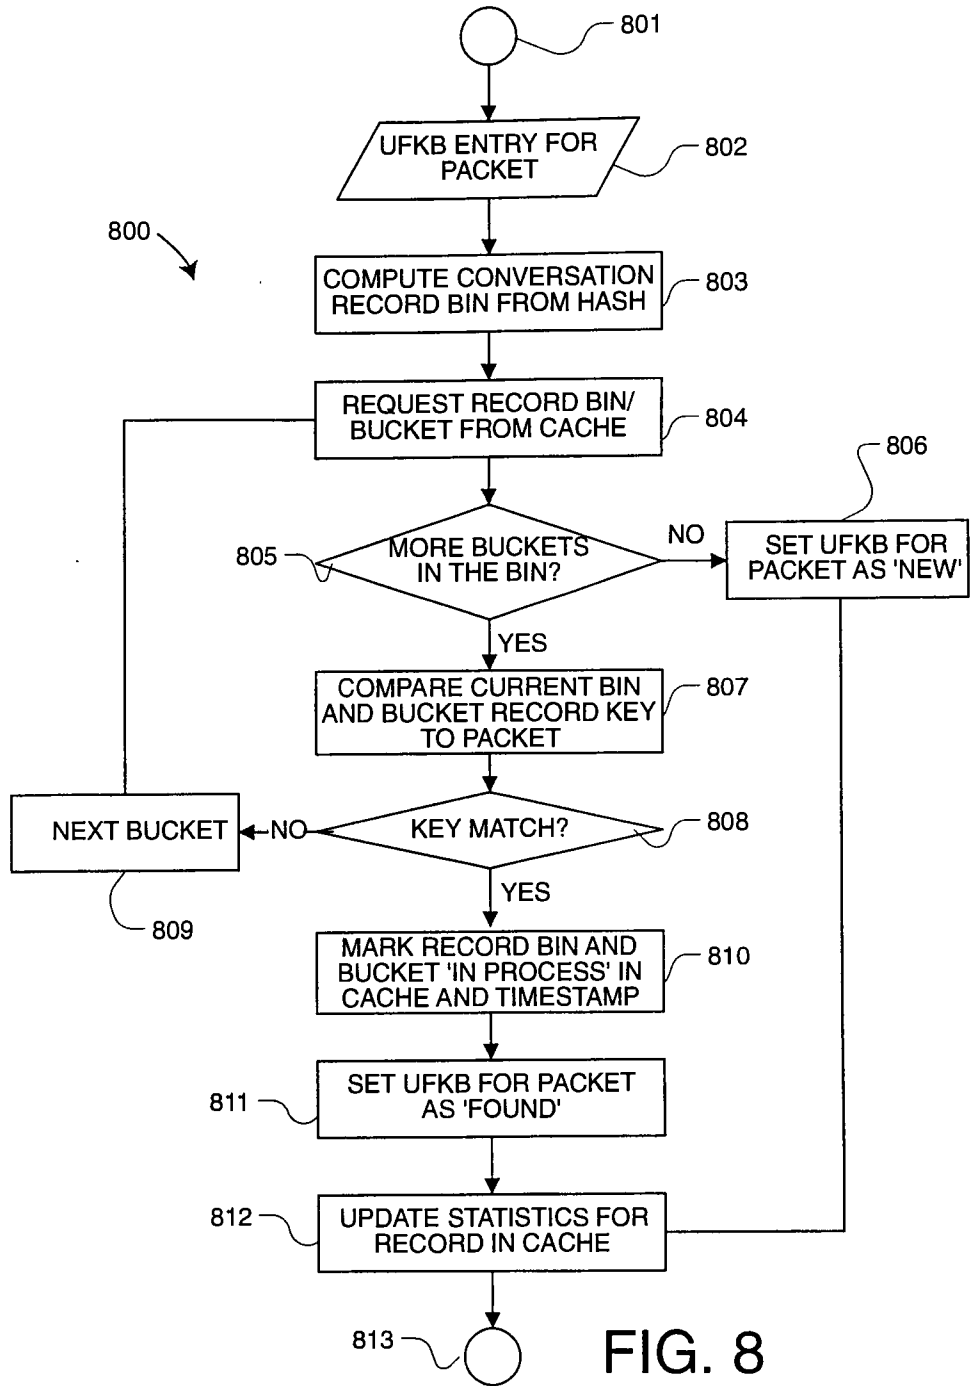 801
UFKB ENTRY FOR
PACKET
802
800
COMPUTE CONVERSATION
RECORD BIN FROM HASH
803
REQUEST RECORD BIN/
BUCKET FROM CACHE
804
806
805
MORE BUCKETS
IN THE BIN?
NO
SET UFKB FOR
PACKET AS 'NEW'
YES
COMPARE CURRENT BIN
AND BUCKET RECORD KEY
TO PACKET
807
NEXT BUCKET
NO
KEY MATCH?
808
YES
809
MARK RECORD BIN AND
BUCKET 'IN PROCESS' IN
CACHE AND TIMESTAMP
810
SET UFKB FOR PACKET
AS 'FOUND'
811
812
UPDATE STATISTICS FOR
RECORD IN CACHE
813
FIG. 8